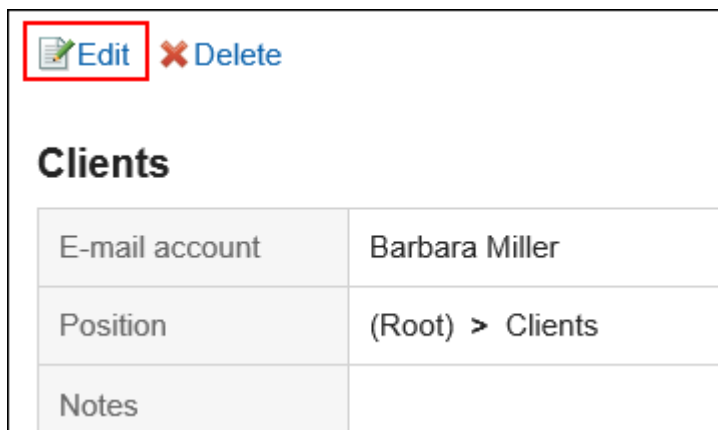 Edit Delete
Clients
E-mail account Barbara Miller
Position (Root) > Clients
Notes